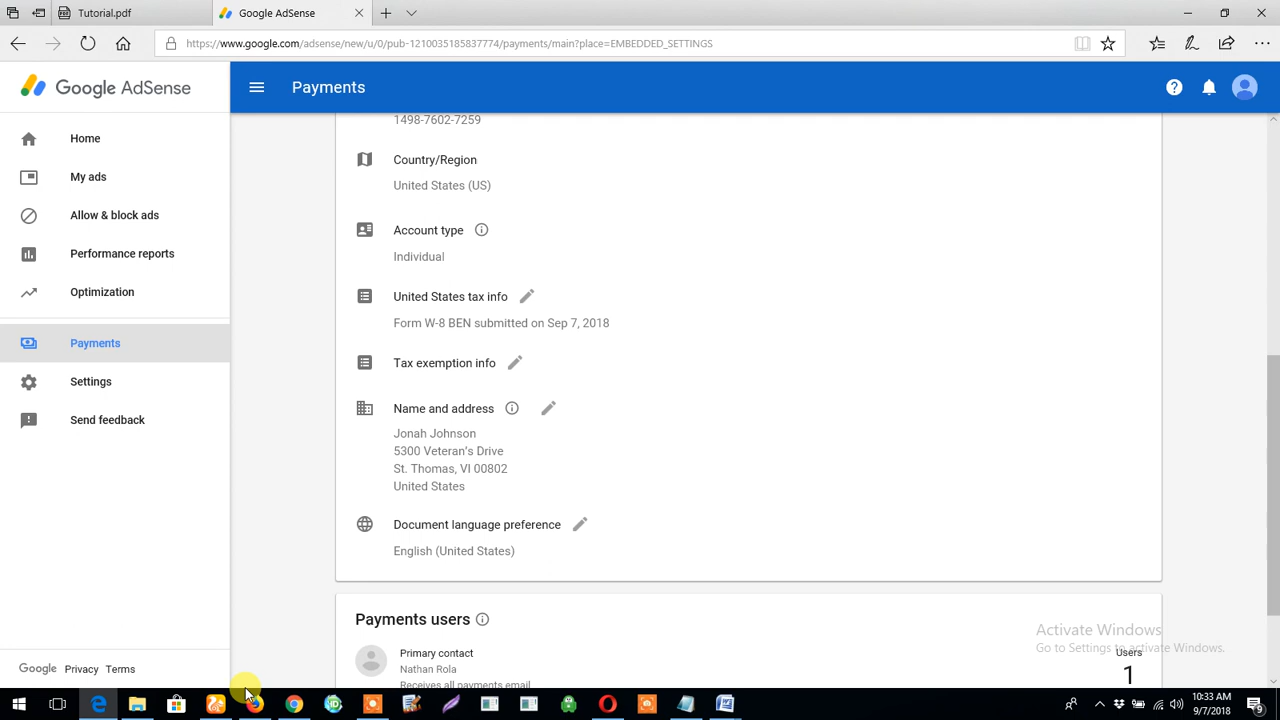 Tutorial.pdf
Google AdSense
https://www.google.com/adsense/new/u/0/pub-1210035185837774/payments/main?place=EMBEDDED_SETTINGS
Google AdSense
Payments
Home
My ads
Allow & block ads
Performance reports
Optimization
Payments
Settings
Send feedback
1498-7602-7259
Country/Region
United States (US)
Account type
Individual
United States tax info
Form W-8 BEN submitted on Sep 7, 2018
Tax exemption info
Name and address
Jonah Johnson
5300 Veteran's Drive
St. Thomas, VI 00802
United States
Document language preference
English (United States)
Payments users
Primary contact
Nathan Rola
Receives all payments email
Users
1
Activate Windows
Go to Settings to activate Windows.
Google Privacy Terms
10:33 AM
9/7/2018